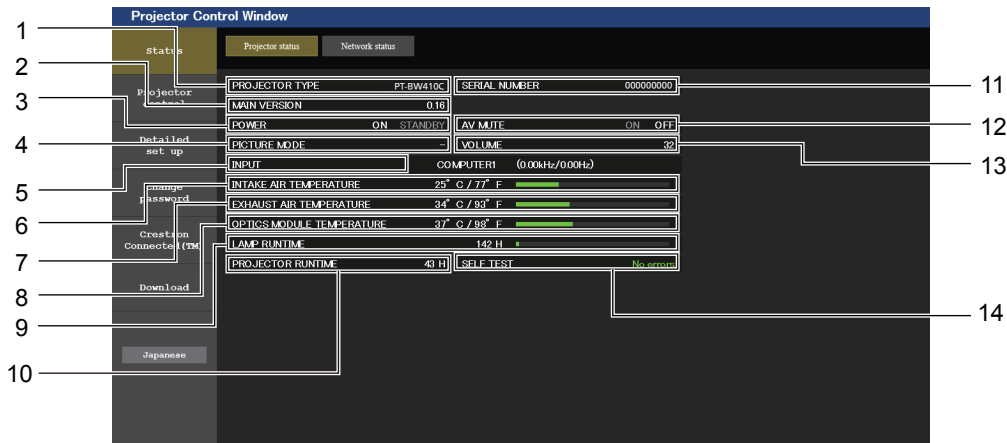 Projector Control Window
Status
Projector control
Detailed set up
Change password
Crestron Connected(TM)
Download
Japanese
Projector status Network status
PROJECTOR TYPE PT-BW410C SERIAL NUMBER 000000000
MAIN VERSION 0.16
POWER ON STANDBY AV MUTE ON OFF
PICTURE MODE – VOLUME 32
INPUT COMPUTER1 (0.00kHz/0.00Hz)
INTAKE AIR TEMPERATURE 25° C / 77° F
EXHAUST AIR TEMPERATURE 34° C / 93° F
OPTICS MODULE TEMPERATURE 37° C / 98° F
LAMP RUNTIME 142 H
PROJECTOR RUNTIME 43 H SELF TEST No errors
1
2
3
4
5
6
7
8
9
10
11
12
13
14